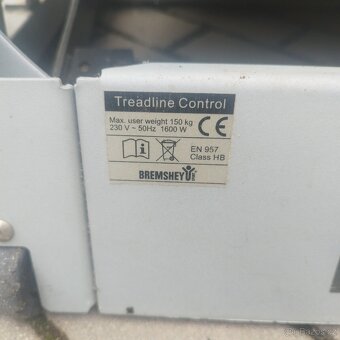 Treadline Control
Max. user weight 150 kg
230 V ~ 50Hz 1600 W
CE
EN 957
Class HB
BREMSHEY